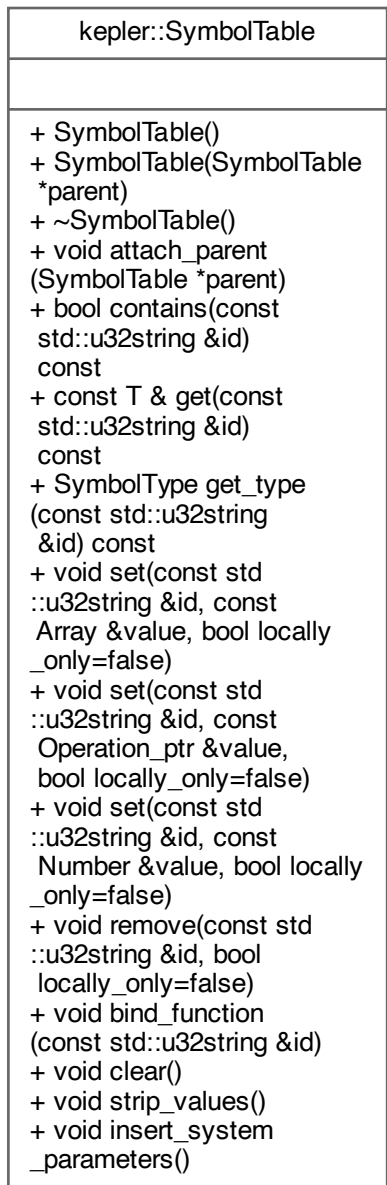 kepler::SymbolTable
+ SymbolTable()
+ SymbolTable(SymbolTable
*parent)
+ ~SymbolTable()
+ void attach_parent
(SymbolTable *parent)
+ bool contains(const
std::u32string &id)
const
+ const T & get(const
std::u32string &id)
const
+ SymbolType get_type
(const std::u32string
&id) const
+ void set(const std
::u32string &id, const
Array &value, bool locally
_only=false)
+ void set(const std
::u32string &id, const
Operation_ptr &value,
bool locally_only=false)
+ void set(const std
::u32string &id, const
Number &value, bool locally
_only=false)
+ void remove(const std
::u32string &id, bool
locally_only=false)
+ void bind_function
(const std::u32string &id)
+ void clear()
+ void strip_values()
+ void insert_system
_parameters()